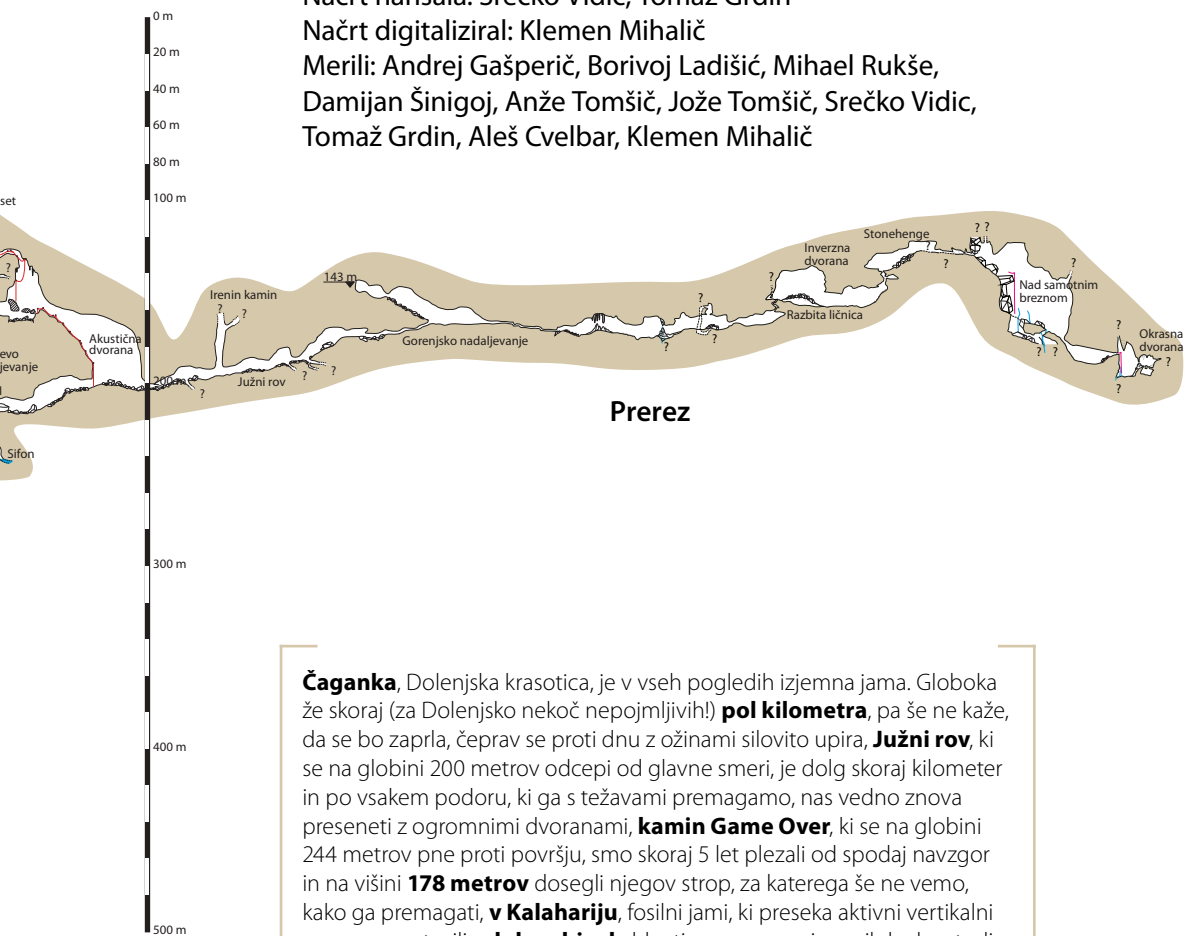 Načrt digitaliziral: Klemen Mihalič
Merili: Andrej Gašperič, Borivoj Ladišić, Mihael Rukše,
Damijan Šinigoj, Anže Tomšič, Jože Tomšič, Srečko Vidic,
Tomaž Grdin, Aleš Cvelbar, Klemen Mihalič
0 m
20 m
40 m
60 m
80 m
100 m
200 m
300 m
400 m
500 m
set
?
Akustična
dvorana
evo
jevanje
Sifon
Irenin kamin
? ?
Južni rov
?
? ?
143 m
Gorenjsko nadaljevanje
?
?
?
?
Inverzna
dvorana
Razbita ličnica
Stonehenge
?
? ?
?
Nad samotnim
breznom
? ?
?
?
Okrasna
dvorana
?
Prerez
Čaganka, Dolenjska krasotica, je v vseh pogledih izjemna jama. Globoka
že skoraj (za Dolenjsko nekoč nepojmljivih!) pol kilometra, pa še ne kaže,
da se bo zaprla, čeprav se proti dnu z ožinami silovito upira, Južni rov, ki
se na globini 200 metrov odcepi od glavne smeri, je dolg skoraj kilometer
in po vsakem podoru, ki ga s težavami premagamo, nas vedno znova
preseneti z ogromnimi dvoranami, kamin Game Over, ki se na globini
244 metrov pne proti površju, smo skoraj 5 let plezali od spodaj navzgor
in na višini 178 metrov dosegli njegov strop, za katerega še ne vemo,
kako ga premagati, v Kalahariju, fosilni jami, ki preseka aktivni vertikalni